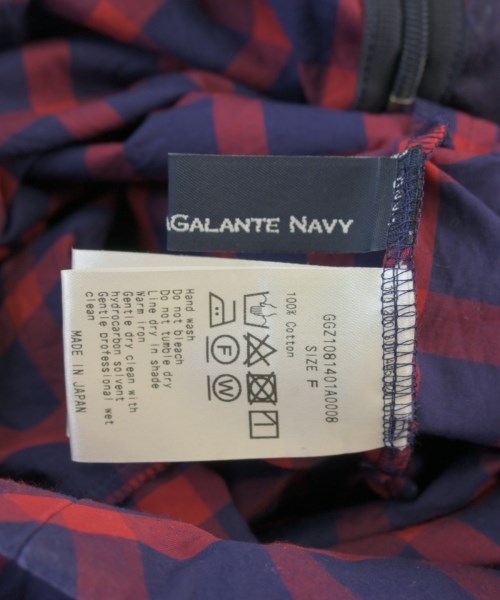 GALANTE NAVY
GGZ1081401A0008
SIZE F
100% Cotton
F
W
Hand wash
Do not bleach
Do not tumble dry
Line dry in shade
Warm iron
Gentle dry clean with
hydrocarbon solvent
Gentle professional wet
clean
MADE IN JAPAN